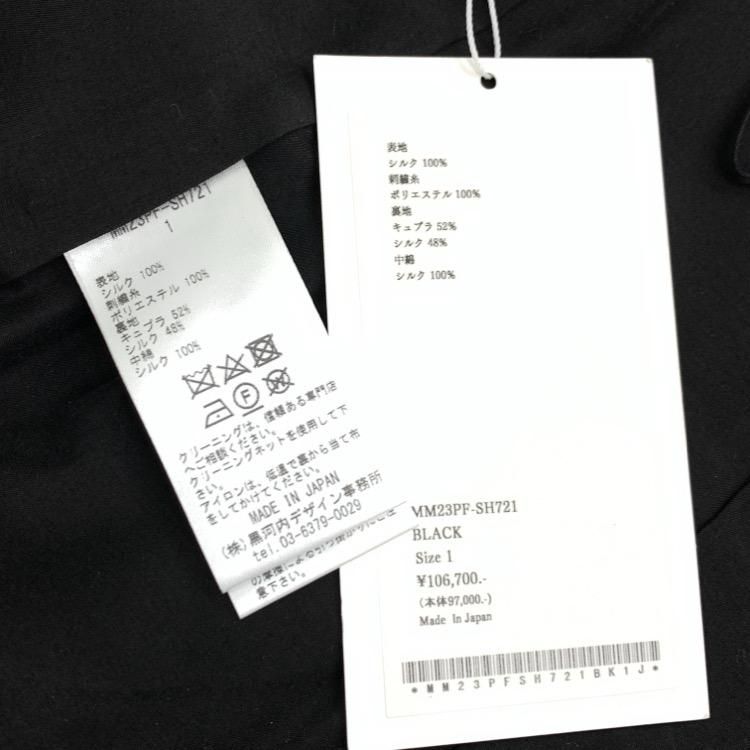 MM23PF-SH721
1
表地
シルク 100%
刺繍糸
ポリエステル 100%
裏地
キュプラ 52%
シルク 48%
中綿
シルク 100%
クリーニングは、信頼ある専門店
へご相談ください。
クリーニングネットを使用して下
さい。
アイロンは、低温で裏から当て布
をしてかけてください。
MADE IN JAPAN
(株)黒河内デザイン事務所
tel.03-6379-0029
意下さい。
表地
シルク 100%
刺繍糸
ポリエステル 100%
裏地
キュプラ 52%
シルク 48%
中綿
シルク 100%
MM23PF-SH721
BLACK
Size 1
¥106,700.-
(本体97,000.-)
Made In Japan
*MM23PFSH721BK1J*